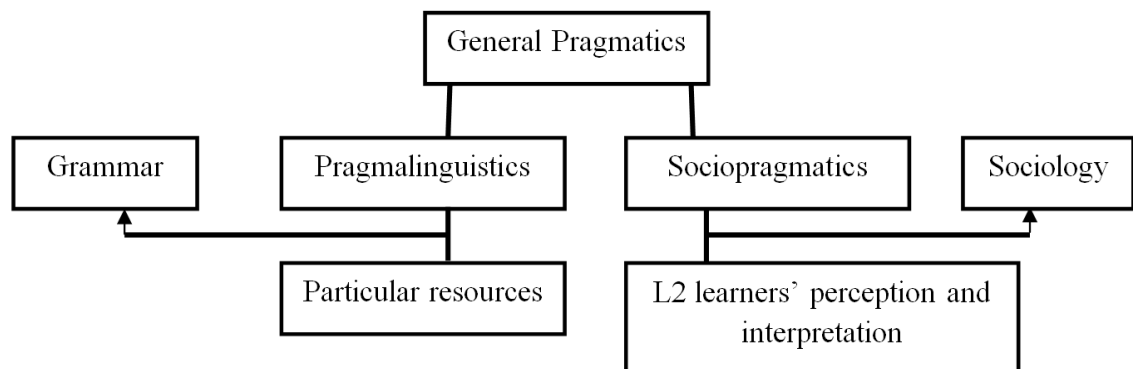 General Pragmatics
Grammar
Pragmalinguistics
Sociopragmatics
Sociology
Particular resources
L2 learners’ perception and
interpretation